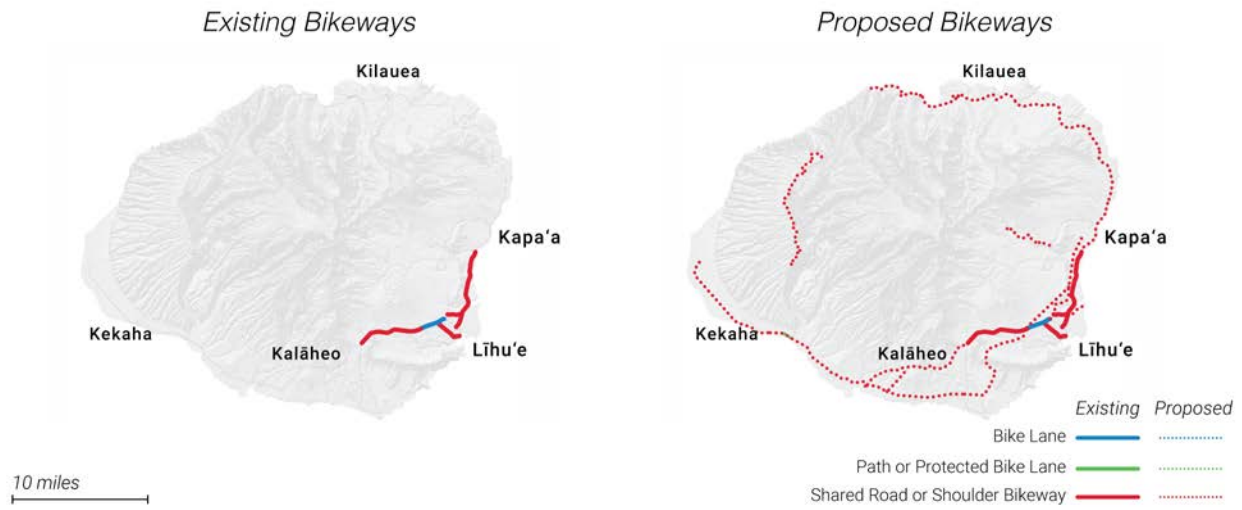 Existing Bikeways
Kilauea
Kapaʻa
Kekaha
Kalāheo
Līhuʻe
10 miles
Proposed Bikeways
Kilauea
Kapaʻa
Kekaha
Kalāheo
Līhuʻe
Existing Proposed
Bike Lane
Path or Protected Bike Lane
Shared Road or Shoulder Bikeway